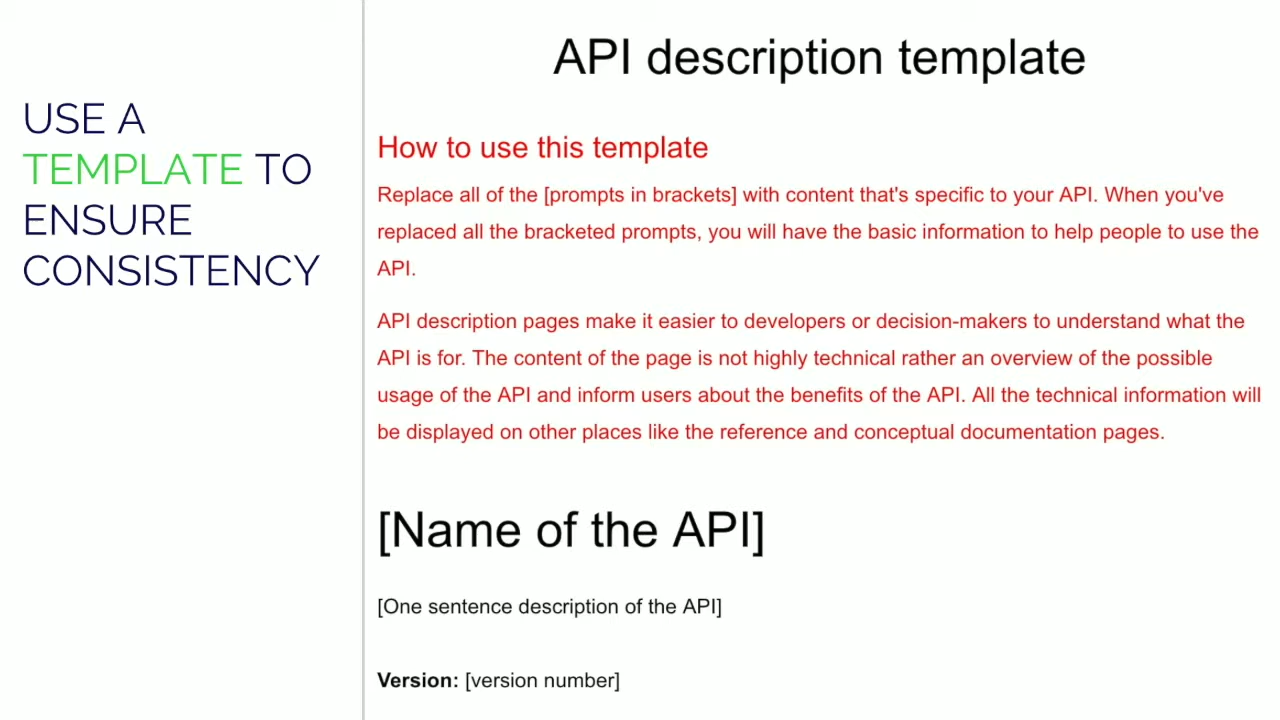 USE A
TEMPLATE TO
ENSURE
CONSISTENCY
API description template
How to use this template
Replace all of the [prompts in brackets] with content that's specific to your API. When you've
replaced all the bracketed prompts, you will have the basic information to help people to use the
API.
API description pages make it easier to developers or decision-makers to understand what the
API is for. The content of the page is not highly technical rather an overview of the possible
usage of the API and inform users about the benefits of the API. All the technical information will
be displayed on other places like the reference and conceptual documentation pages.
[Name of the API]
[One sentence description of the API]
Version: [version number]